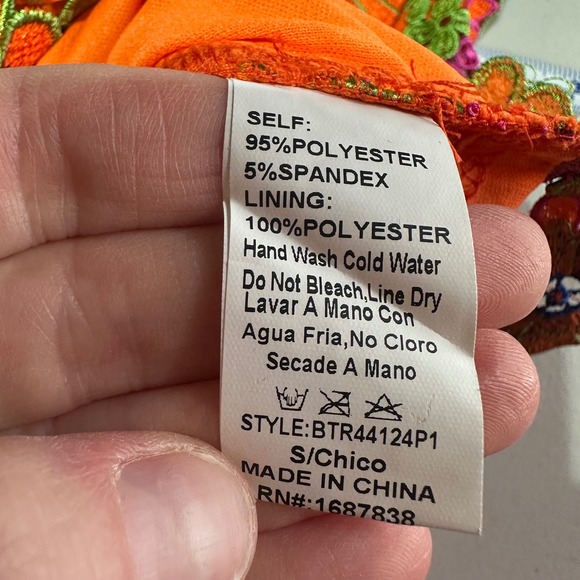 SELF:
95%POLYESTER
5%SPANDEX
LINING:
100%POLYESTER
Hand Wash Cold Water
Do Not Bleach,Line Dry
Lavar A Mano Con
Agua Fria,No Cloro
Secade A Mano
STYLE:BTR44124P1
S/Chico
MADE IN CHINA
RN#:1687838